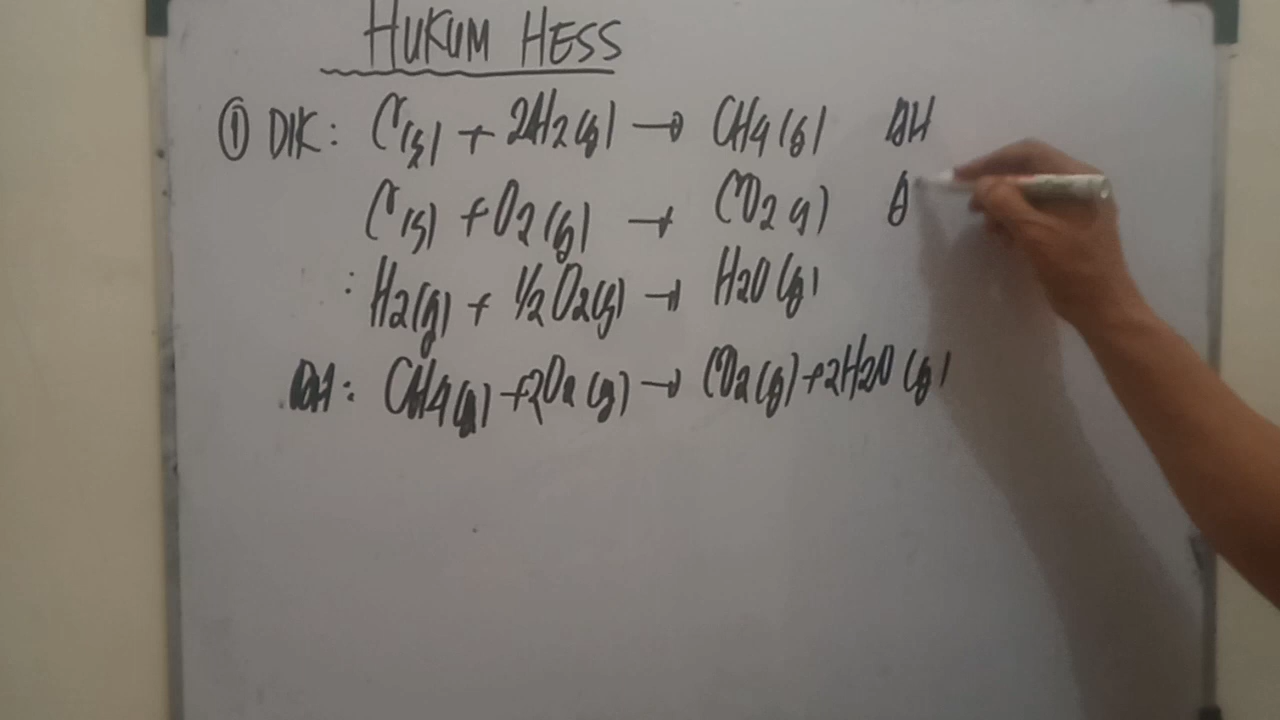 HUKUM HESS
① DIK: C(s) + 2H2(g) → CH4(g) ΔH
C(s) + O2(g) → CO2(g) Δ
: H2(g) + 1/2O2(g) → H2O(g)
CH4(g) + 2O2(g) → CO2(g) + 2H2O(g)